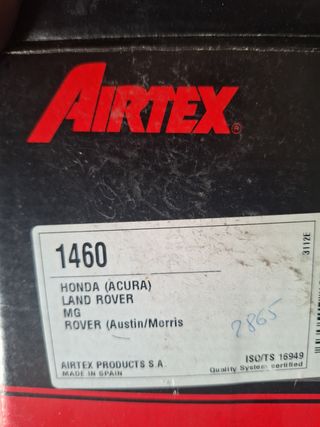 AIRTEX®
1460
HONDA (ACURA)
LAND ROVER
MG
ROVER (Austin/Morris
2865
AIRTEX PRODUCTS S.A
MADE IN SPAIN
ISO/TS 16949
Quality System certified
3112E